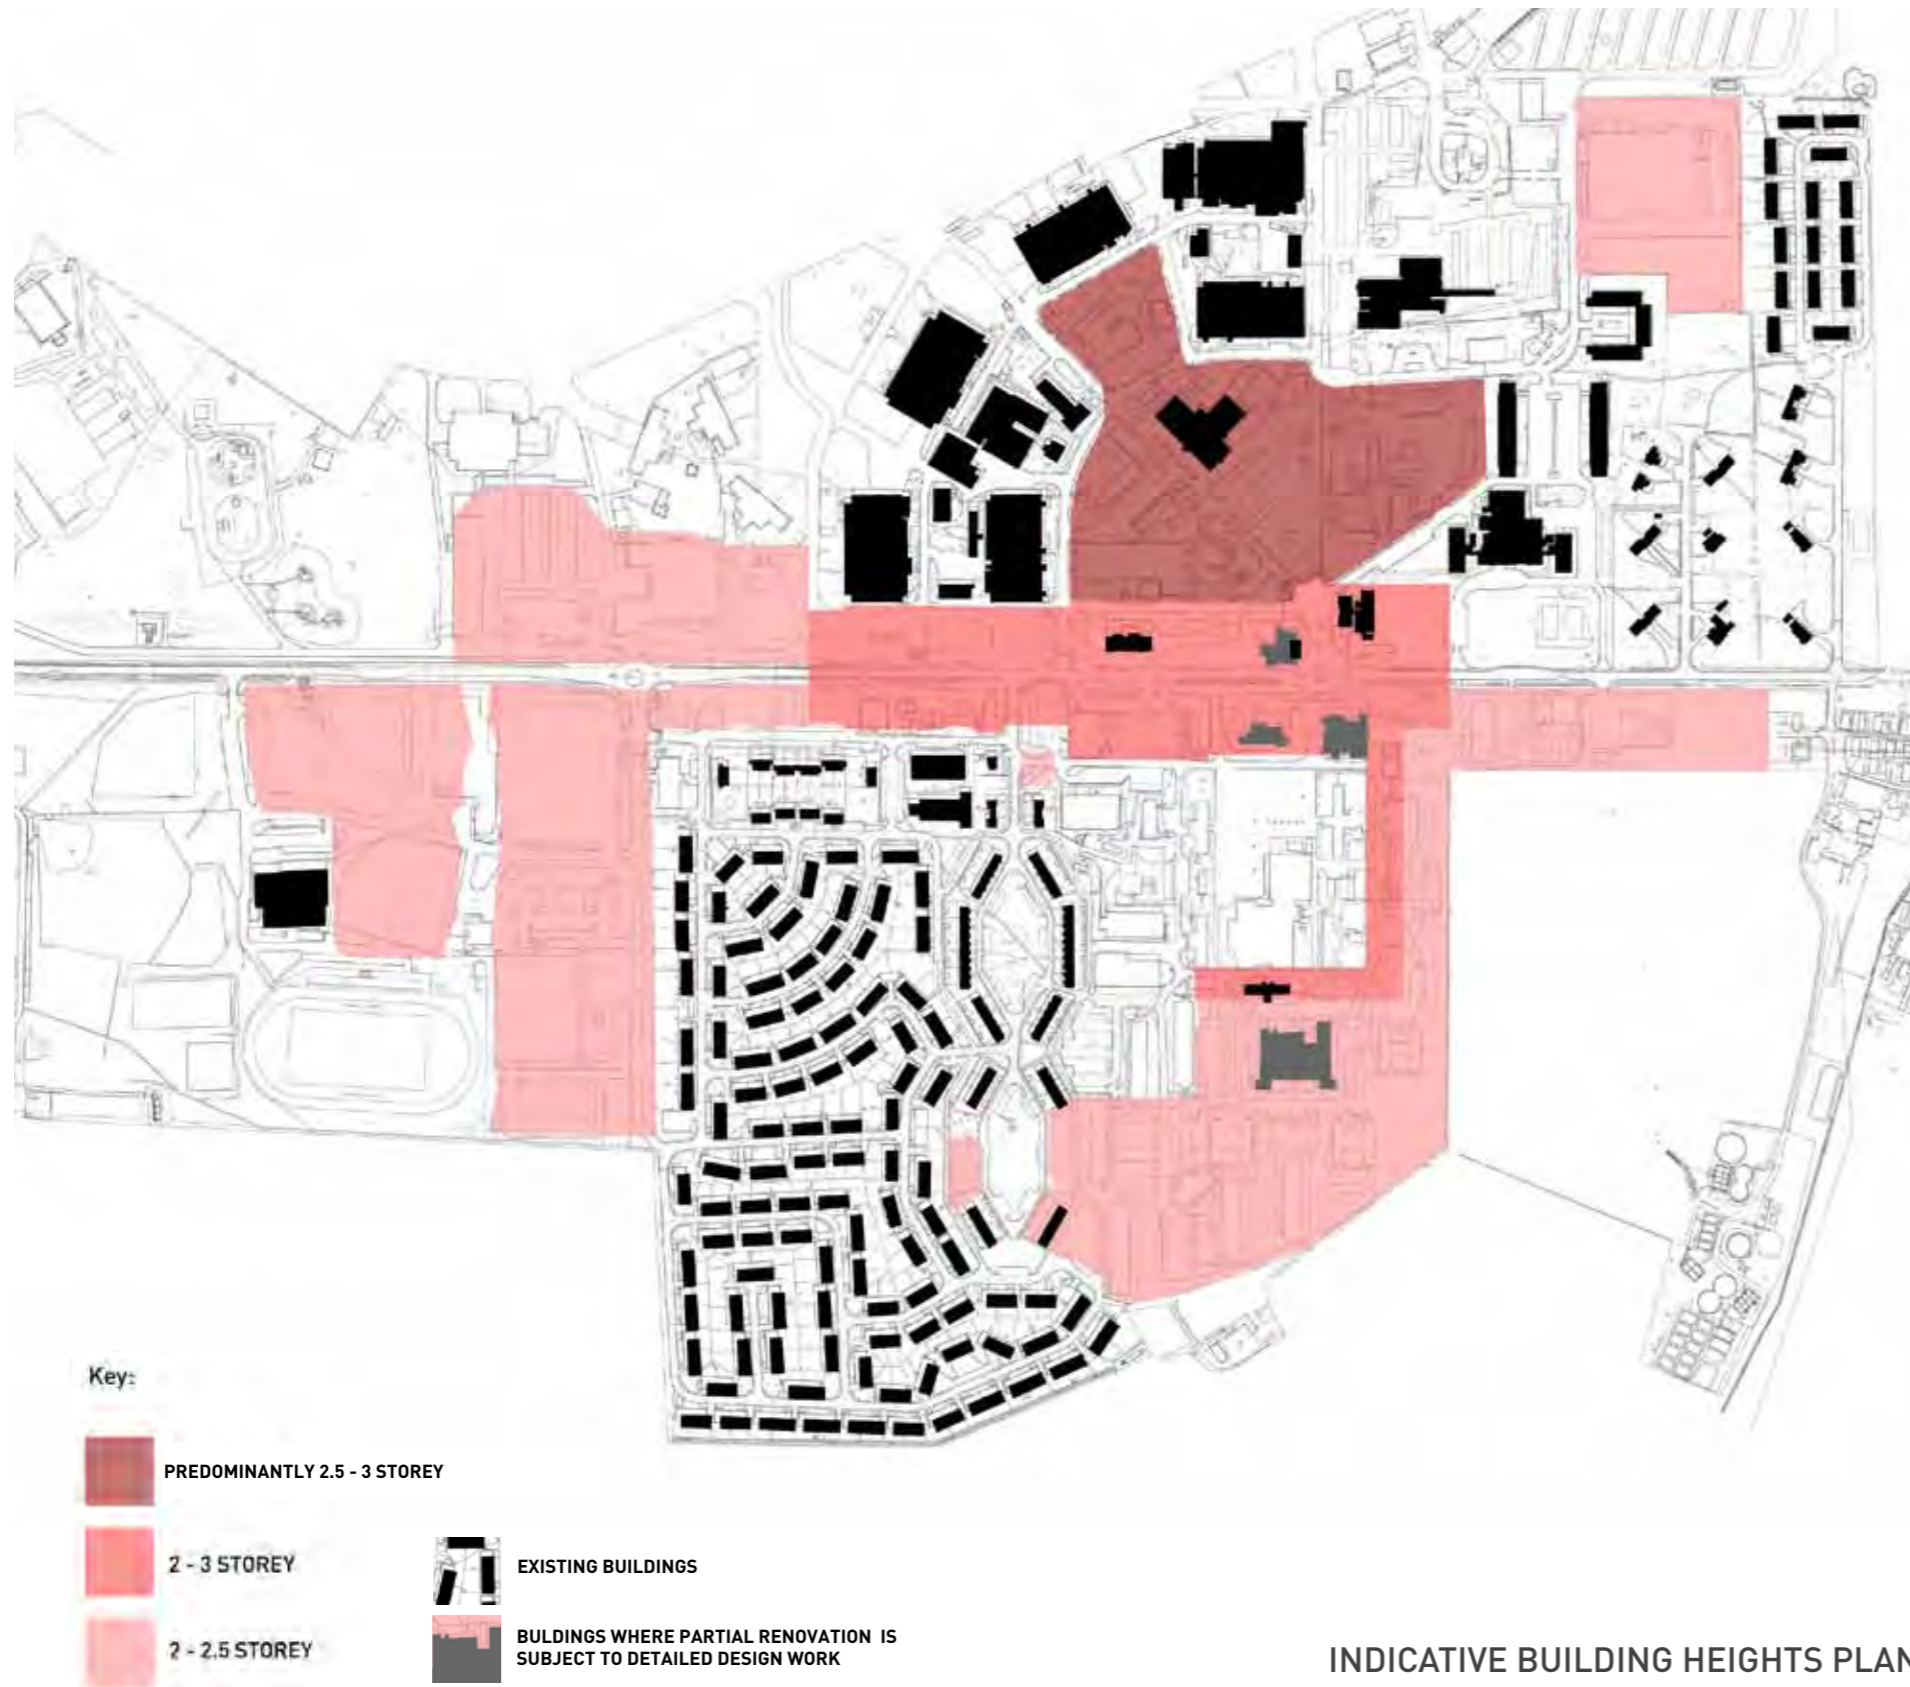 Key:
PREDOMINANTLY 2.5 - 3 STOREY
2 - 3 STOREY
2 - 2.5 STOREY
EXISTING BUILDINGS
BULDINGS WHERE PARTIAL RENOVATION IS
SUBJECT TO DETAILED DESIGN WORK
INDICATIVE BUILDING HEIGHTS PLAN